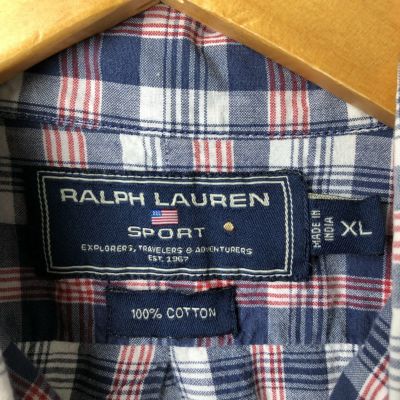 RALPH LAUREN
SPORT
EXPLORERS, TRAVELERS & ADVENTURERS
EST. 1967
MADE IN
INDIA
XL
100% COTTON